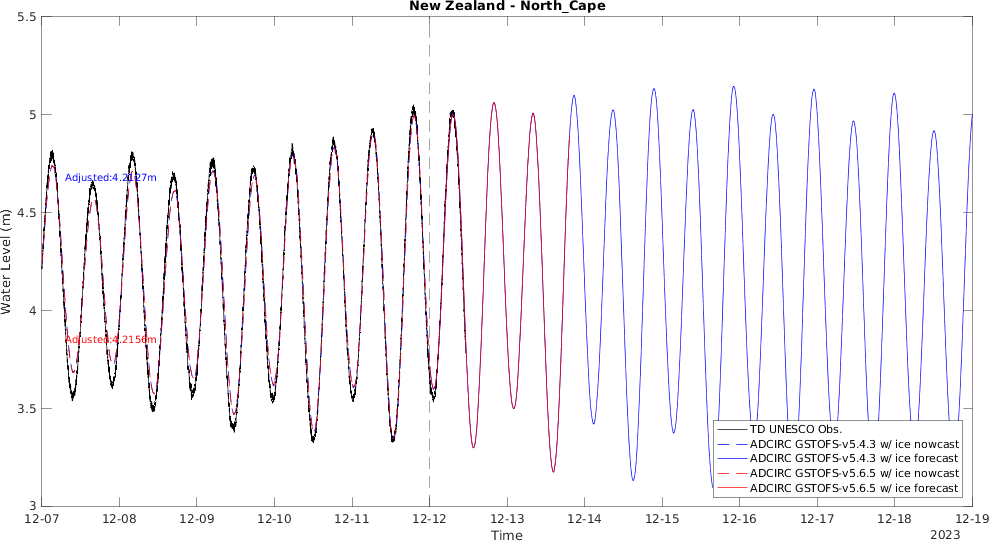 New Zealand - North_Cape
5.5
5
4.5
4
3.5
3
Water Level (m)
Adjusted:4.2127m
Adjusted:4.2156m
TD UNESCO Obs.
ADCIRC GSTOFS-v5.4.3 w/ ice nowcast
ADCIRC GSTOFS-v5.4.3 w/ ice forecast
ADCIRC GSTOFS-v5.6.5 w/ ice nowcast
ADCIRC GSTOFS-v5.6.5 w/ ice forecast
12-07 12-08 12-09 12-10 12-11 12-12 12-13 12-14 12-15 12-16 12-17 12-18 12-19
Time
2023